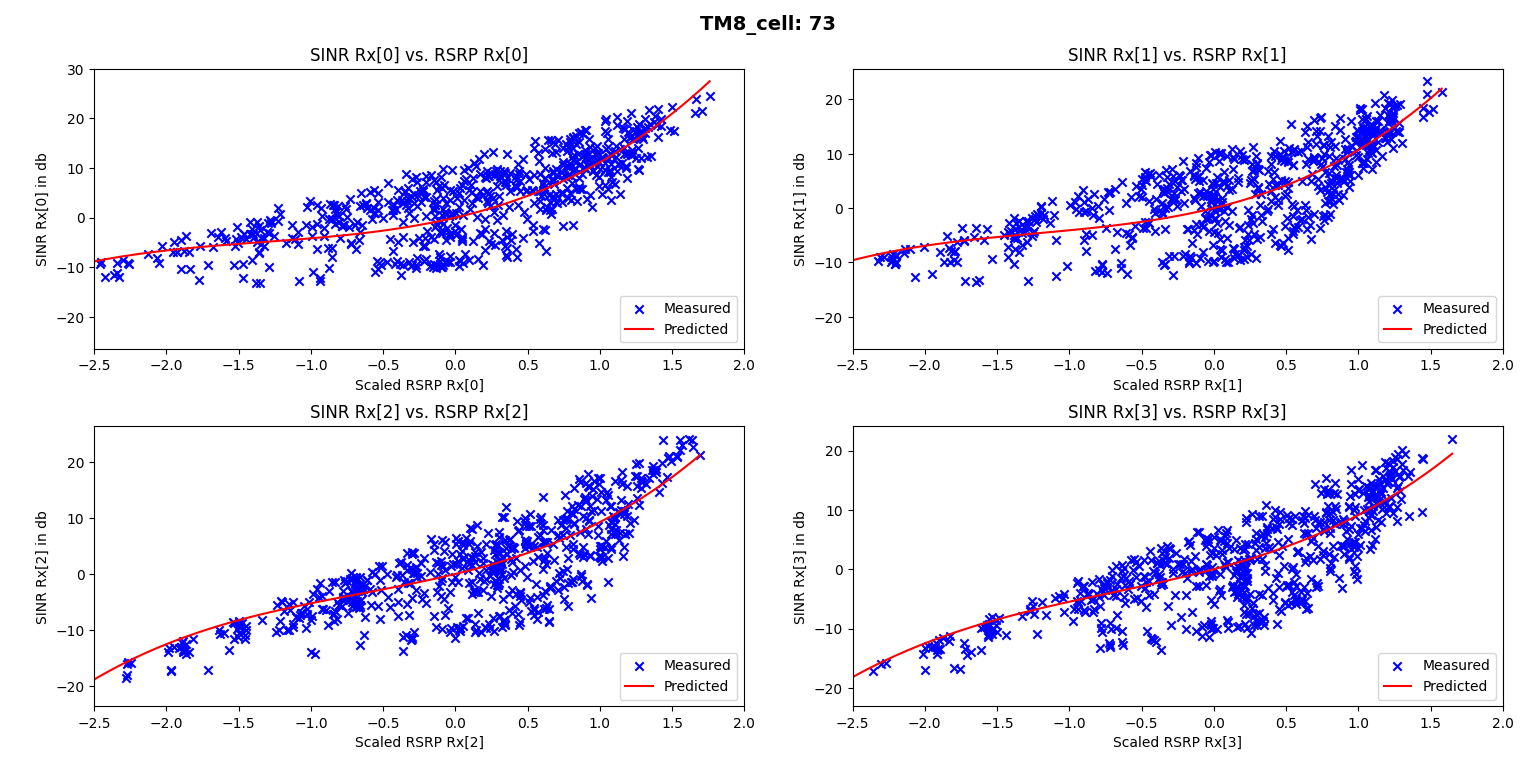 TM8_cell: 73
SINR Rx[0] vs. RSRP Rx[0]
30
20
10
0
−10
−20
SINR Rx[0] in db
Measured
Predicted
−2.5 −2.0 −1.5 −1.0 −0.5 0.0 0.5 1.0 1.5 2.0
Scaled RSRP Rx[0]
SINR Rx[1] vs. RSRP Rx[1]
20
10
0
−10
−20
SINR Rx[1] in db
Measured
Predicted
−2.5 −2.0 −1.5 −1.0 −0.5 0.0 0.5 1.0 1.5 2.0
Scaled RSRP Rx[1]
SINR Rx[2] vs. RSRP Rx[2]
20
10
0
−10
−20
SINR Rx[2] in db
Measured
Predicted
−2.5 −2.0 −1.5 −1.0 −0.5 0.0 0.5 1.0 1.5 2.0
Scaled RSRP Rx[2]
SINR Rx[3] vs. RSRP Rx[3]
20
10
0
−10
−20
SINR Rx[3] in db
Measured
Predicted
−2.5 −2.0 −1.5 −1.0 −0.5 0.0 0.5 1.0 1.5 2.0
Scaled RSRP Rx[3]